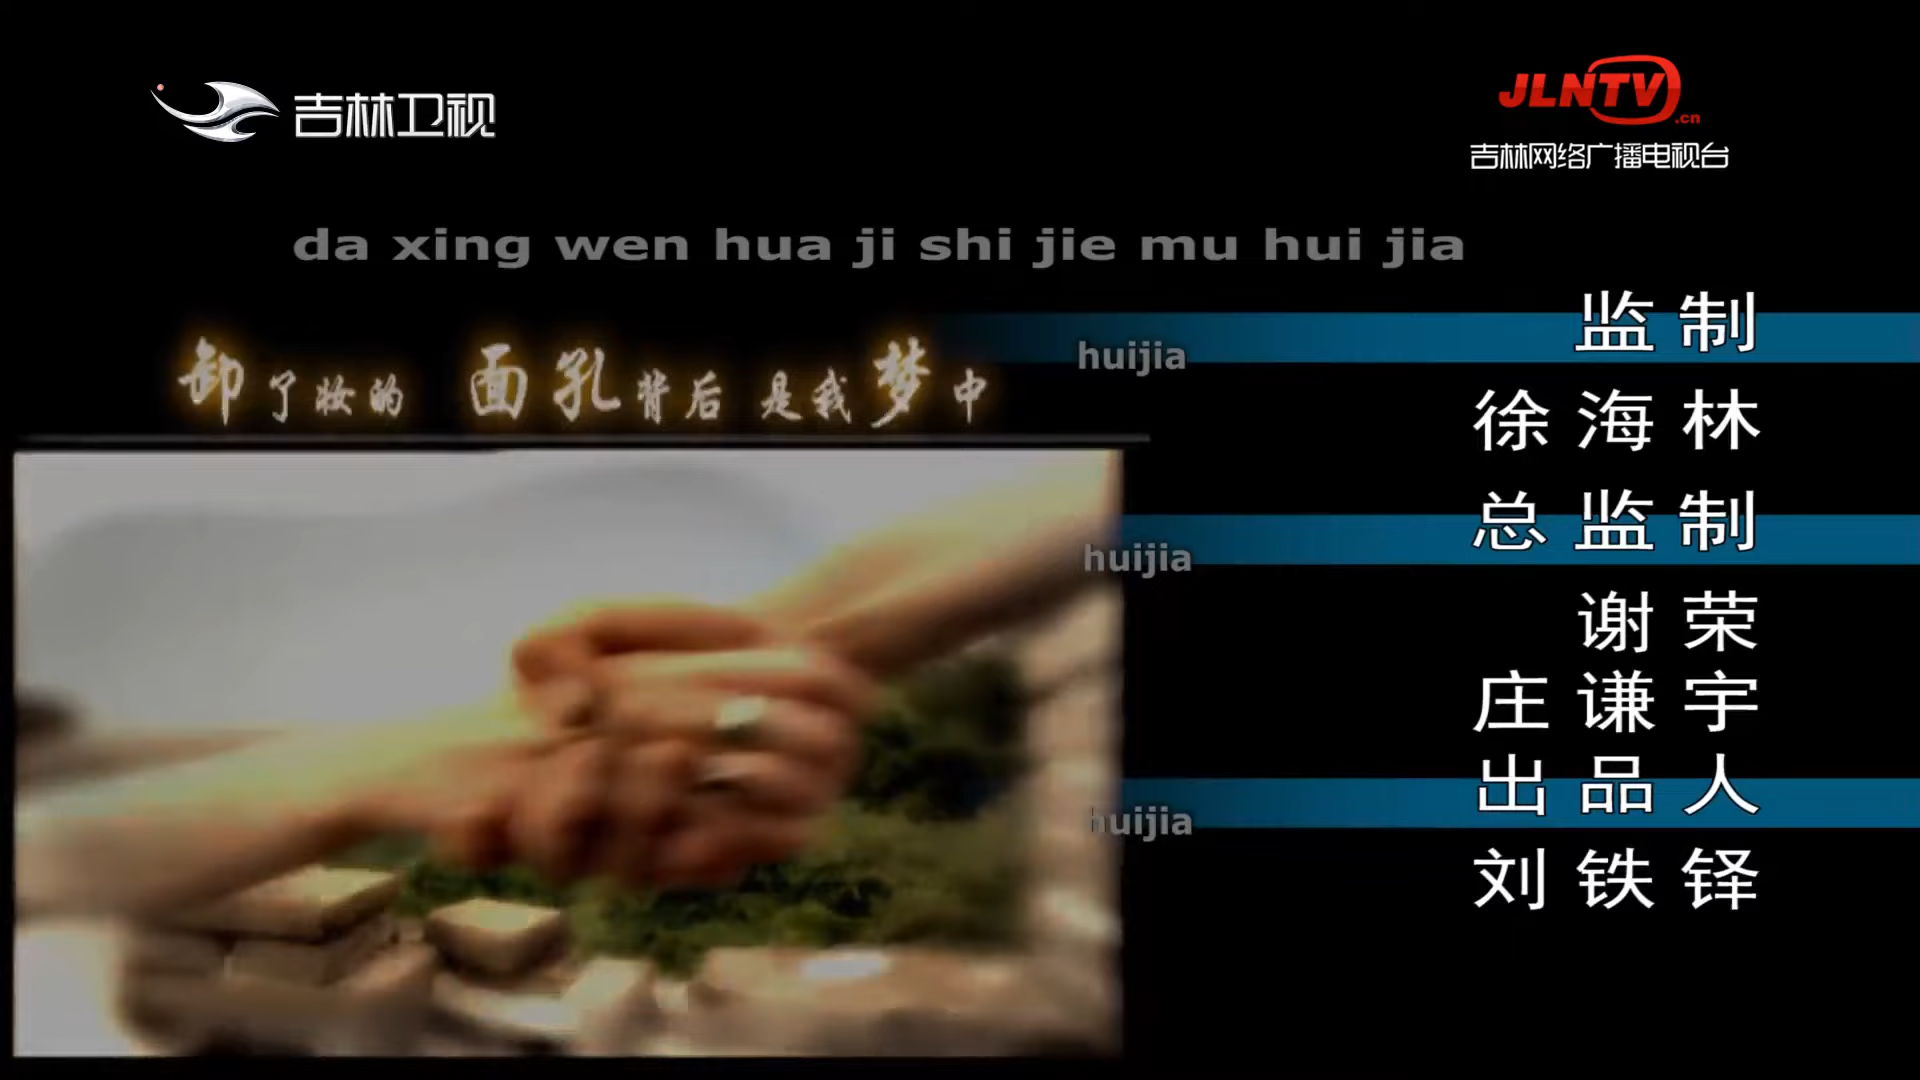 吉林卫视
JLNTV.cn
吉林网络广播电视台
da xing wen hua ji shi jie mu hui jia
卸了妆的 面孔背后 是我梦中
huijia
监制
徐海林
huijia
总监制
谢荣
庄谦宇
huijia
出品人
刘铁铎